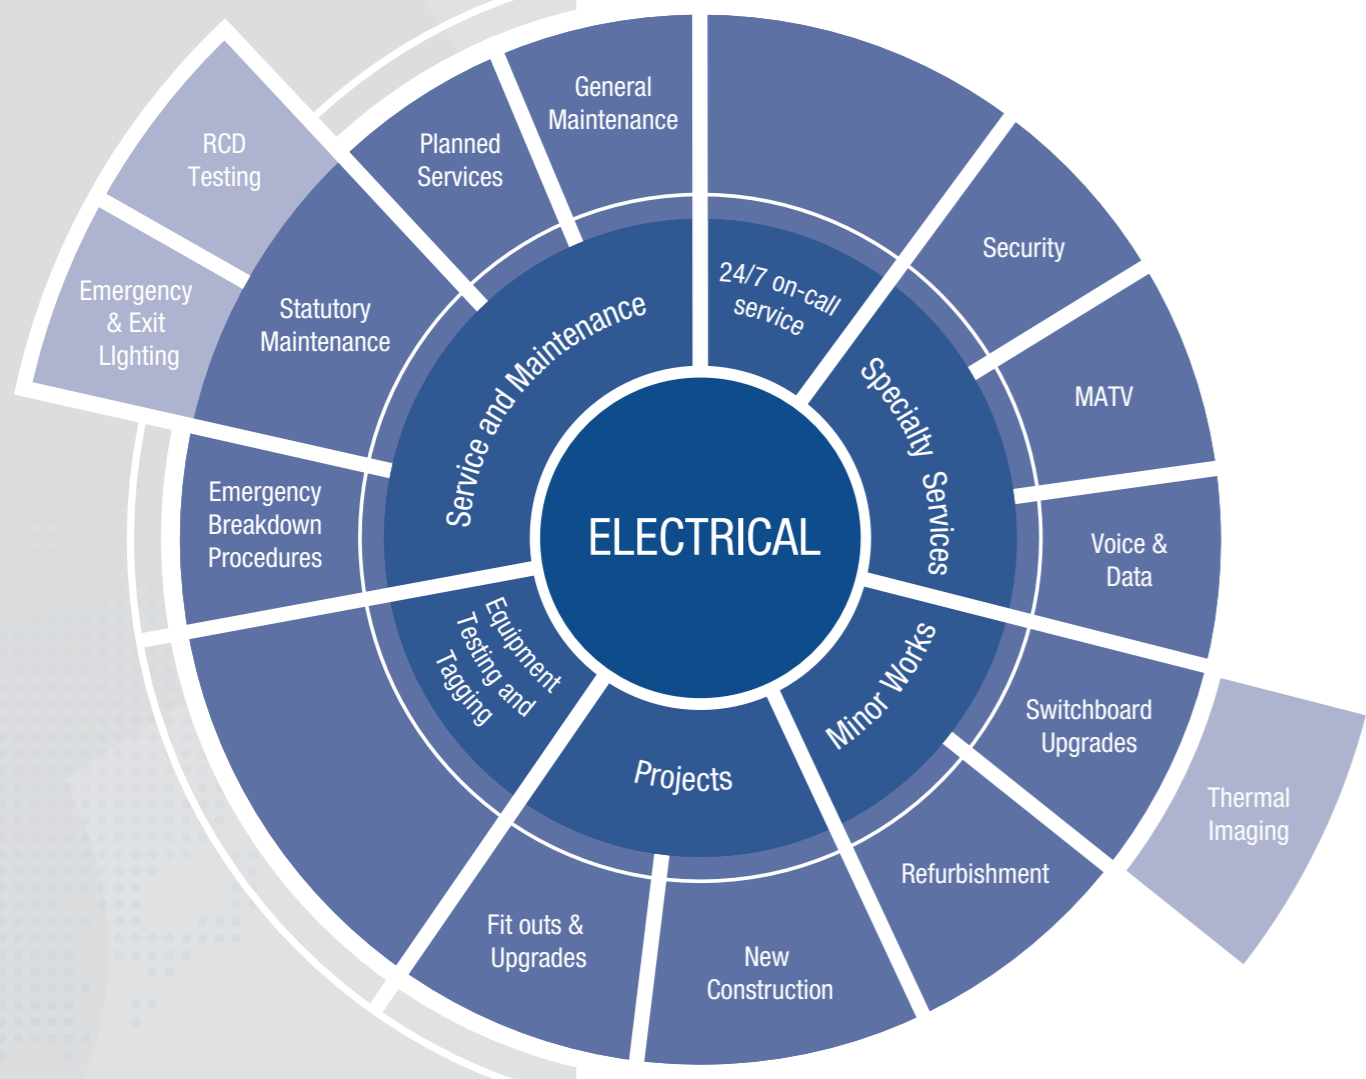 ELECTRICAL
24/7 on-call
service
Specialty Services
Security
MATV
Voice &
Data
Minor Works
Switchboard
Upgrades
Thermal
Imaging
Refurbishment
Projects
New
Construction
Fit outs &
Upgrades
Equipment
Testing and
Tagging
Service and Maintenance
Emergency
Breakdown
Procedures
Statutory
Maintenance
Emergency
& Exit
LIghting
RCD
Testing
Planned
Services
General
Maintenance